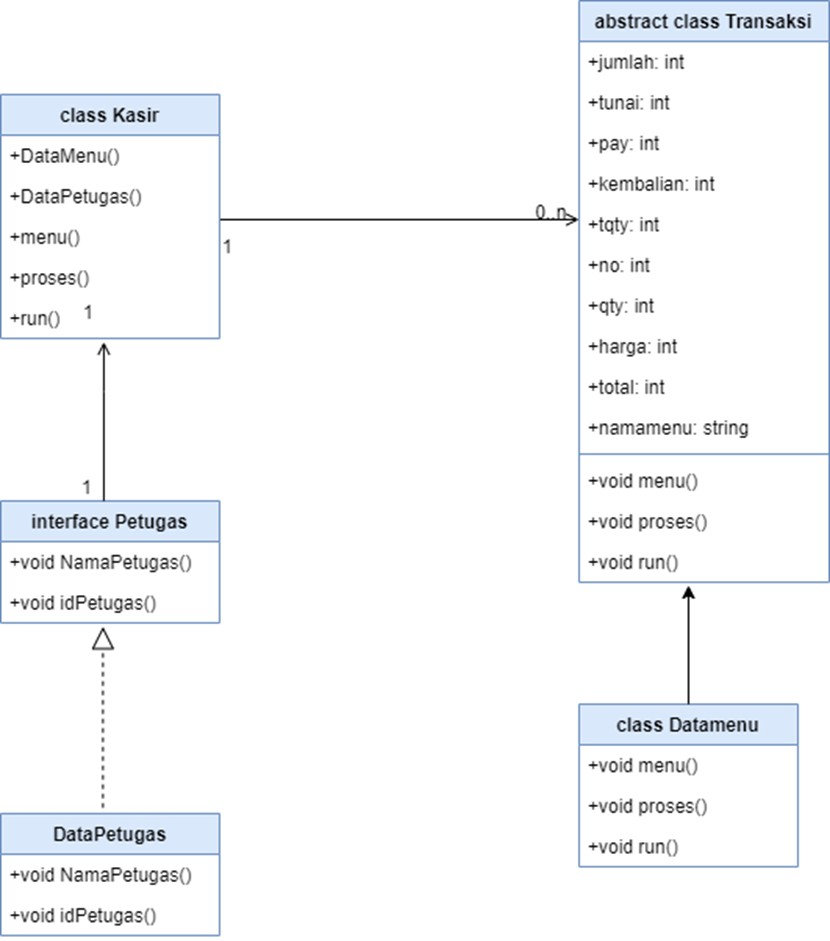 class Kasir
+DataMenu()
+DataPetugas()
+menu()
+proses()
+run()
1
1
0..n
abstract class Transaksi
+jumlah: int
+tunai: int
+pay: int
+kembalian: int
+tqty: int
+no: int
+qty: int
+harga: int
+total: int
+namamenu: string
+void menu()
+void proses()
+void run()
1
interface Petugas
+void NamaPetugas()
+void idPetugas()
DataPetugas
+void NamaPetugas()
+void idPetugas()
class Datamenu
+void menu()
+void proses()
+void run()